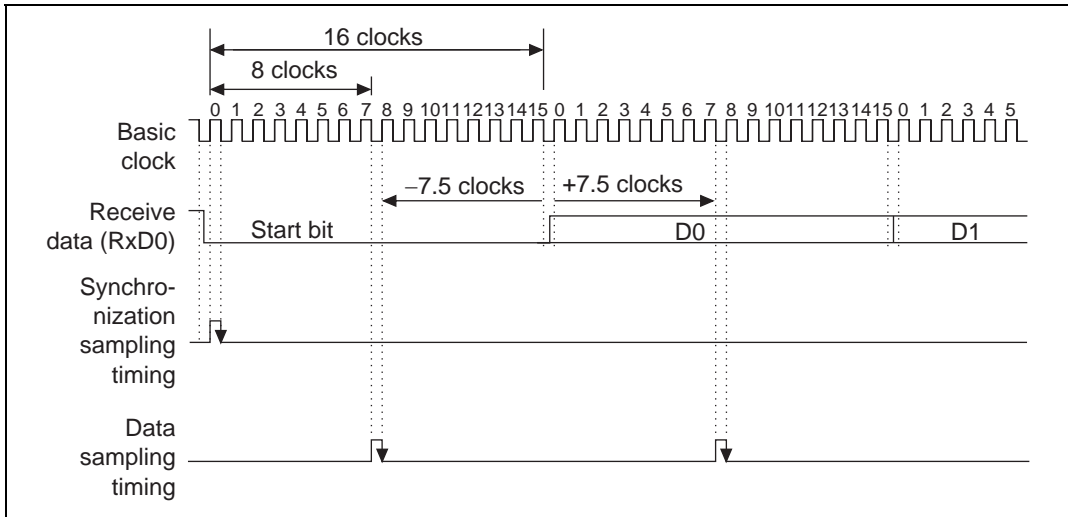 16 clocks
8 clocks
0 1 2 3 4 5 6 7 8 9 10 11 12 13 14 15 0 1 2 3 4 5 6 7 8 9 10 11 12 13 14 15 0 1 2 3 4 5
Basic
clock
–7.5 clocks +7.5 clocks
Receive
data (RxD0)
Start bit D0 D1
Synchro-
nization
sampling
timing
Data
sampling
timing